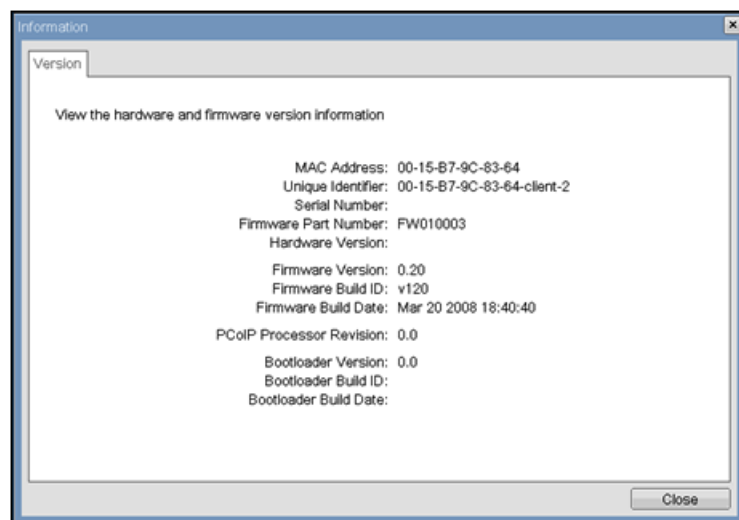 Information
Version
View the hardware and firmware version information
MAC Address: 00-15-B7-9C-83-64
Unique Identifier: 00-15-B7-9C-83-64-client-2
Serial Number:
Firmware Part Number: FW010003
Hardware Version:
Firmware Version: 0.20
Firmware Build ID: v120
Firmware Build Date: Mar 20 2008 18:40:40
PCoIP Processor Revision: 0.0
Bootloader Version: 0.0
Bootloader Build ID:
Bootloader Build Date:
Close